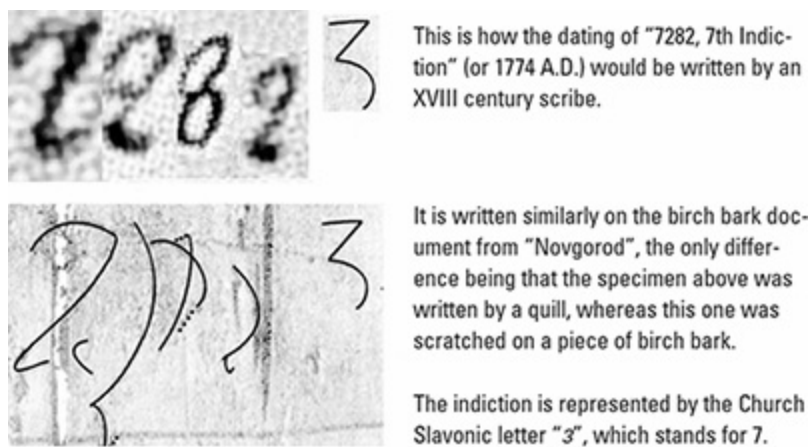 7282 З
This is how the dating of “7282, 7th Indic-
tion” (or 1774 A.D.) would be written by an
XVIII century scribe.
З
It is written similarly on the birch bark doc-
ument from “Novgorod”, the only differ-
ence being that the specimen above was
written by a quill, whereas this one was
scratched on a piece of birch bark.
The indiction is represented by the Church
Slavonic letter “З”, which stands for 7.